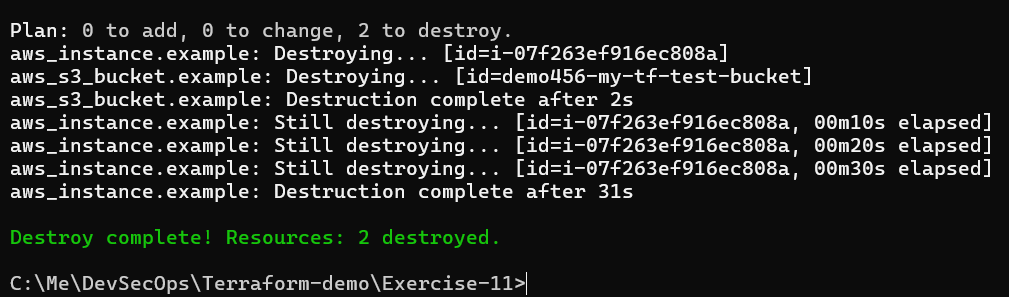 Plan: 0 to add, 0 to change, 2 to destroy.
aws_instance.example: Destroying... [id=i-07f263ef916ec808a]
aws_s3_bucket.example: Destroying... [id=demo456-my-tf-test-bucket]
aws_s3_bucket.example: Destruction complete after 2s
aws_instance.example: Still destroying... [id=i-07f263ef916ec808a, 00m10s elapsed]
aws_instance.example: Still destroying... [id=i-07f263ef916ec808a, 00m20s elapsed]
aws_instance.example: Still destroying... [id=i-07f263ef916ec808a, 00m30s elapsed]
aws_instance.example: Destruction complete after 31s
Destroy complete! Resources: 2 destroyed.
C:\Me\DevSecOps\Terraform-demo\Exercise-11>